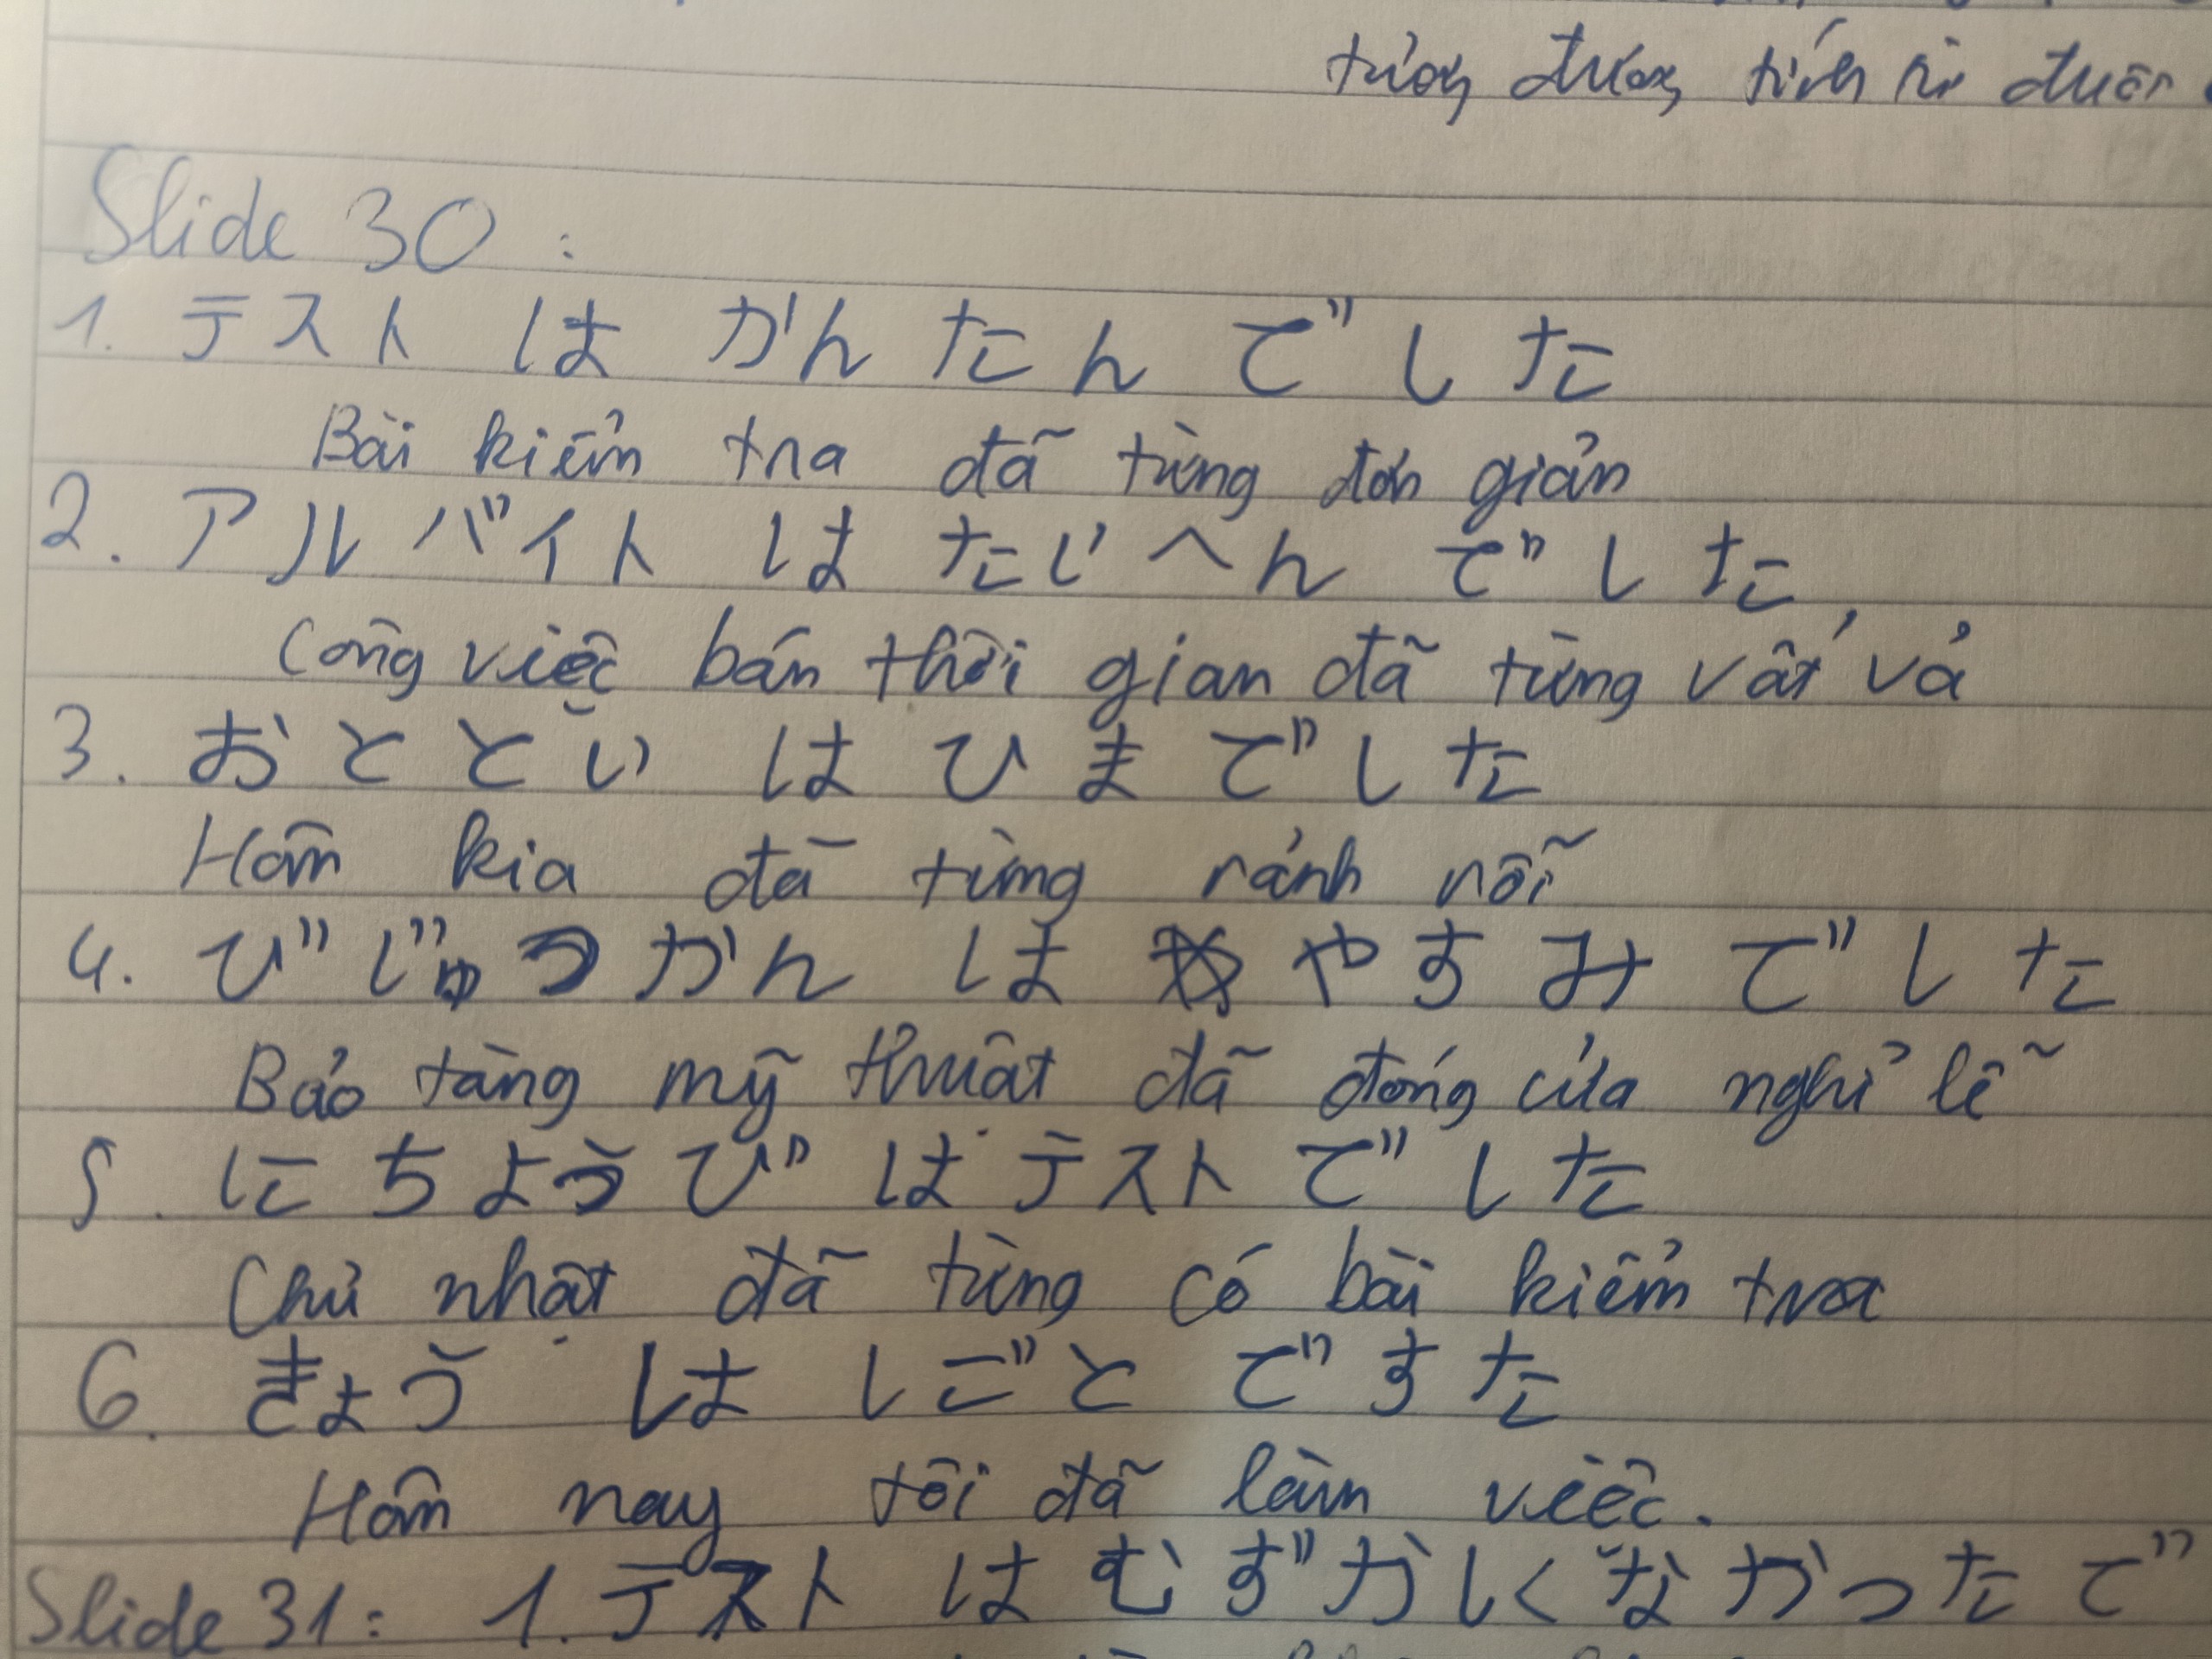 Slide 30:
1. テスト は かんたんでした
Bài kiểm tra đã từng đơn giản
2. アルバイト は たいへん でした
Công việc bán thời gian đã từng vất vả
3. おととい は ひまでした
Hôm kia đã từng rảnh rỗi
4. びじゅつかん は やすみでした
Bảo tàng mỹ thuật đã đóng cửa nghỉ lễ
5. にちようび は テストでした
Chủ nhật đã từng có bài kiểm tra
6. きょう は しごと ですた
Hôm nay tôi đã làm việc.
Slide 31: 1. テスト は むずかしくなかったで